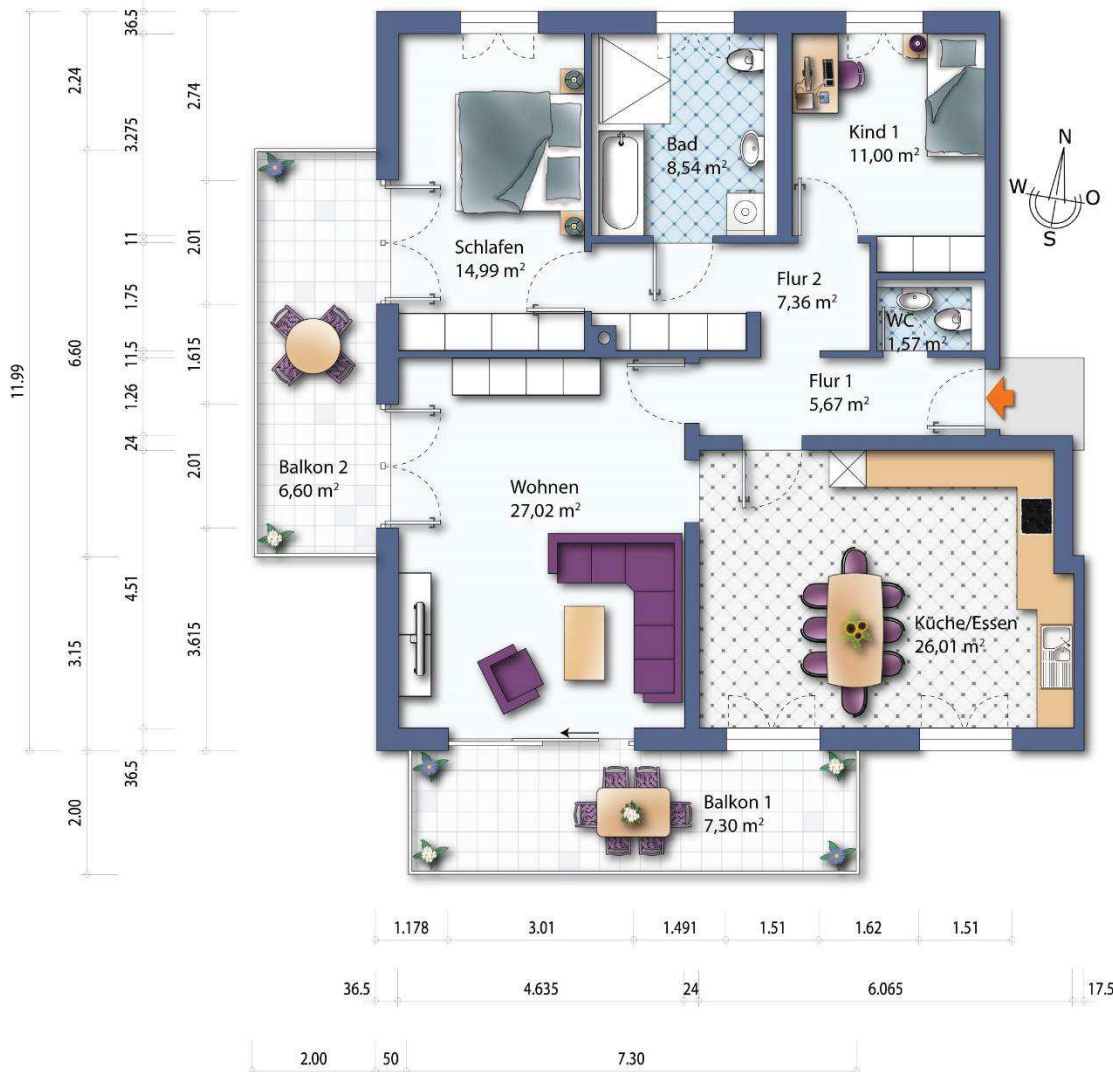 36.5
2.24
2.74
3.275
Kind 1
11,00 m²
Bad
8,54 m²
N
W
O
S
11
2.01
Schlafen
14,99 m²
Flur 2
7,36 m²
1.75
WC
1,57 m²
11.99
6.60
11.5
1.615
Flur 1
5,67 m²
1.26
24
2.01
Balkon 2
6,60 m²
Wohnen
27,02 m²
4.51
3.15
3.615
Küche/Essen
26,01 m²
36.5
2.00
Balkon 1
7,30 m²
1.178 3.01 1.491 1.51 1.62 1.51
36.5 4.635 24 6.065 17.5
2.00 50 7.30